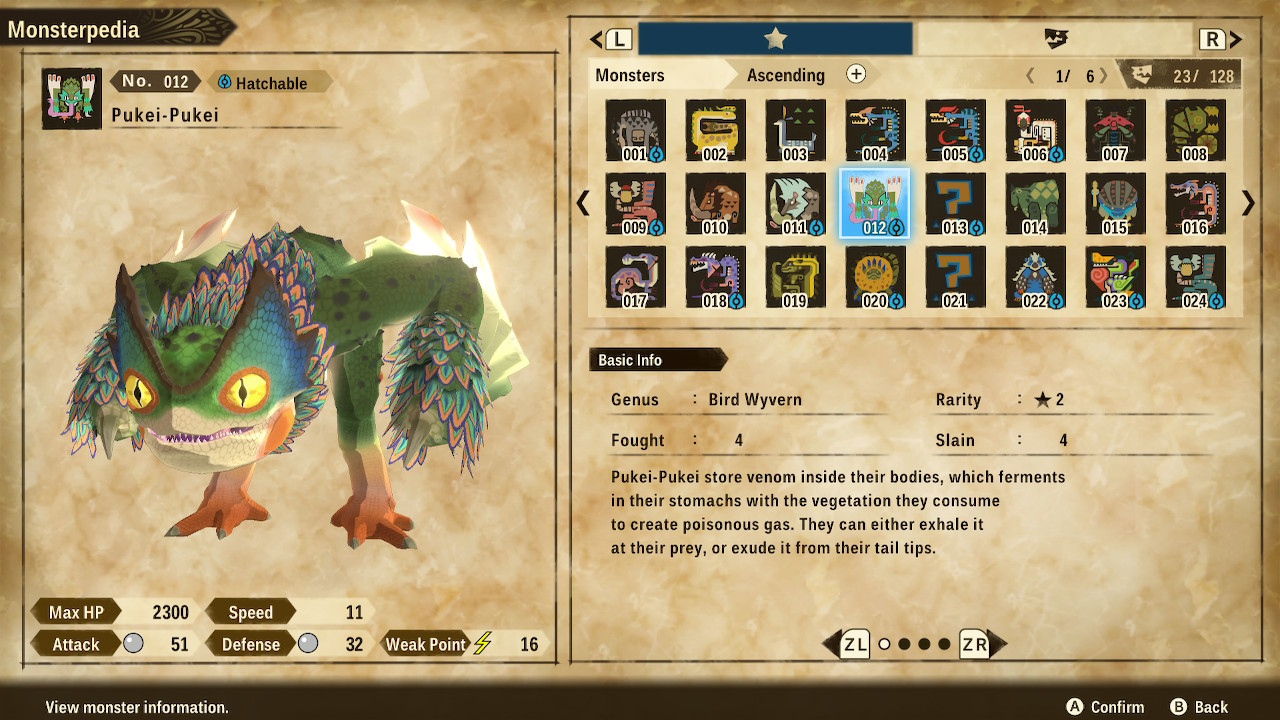 Monsterpedia
No. 012
Hatchable
Pukei-Pukei
Max HP 2300 Speed 11
Attack 51 Defense 32 Weak Point 16
L
R
Monsters Ascending 1/ 6 23/ 128
001 002 003 004 005 006 007 008
009 010 011 012 013 014 015 016
017 018 019 020 021 022 023 024
Basic Info
Genus : Bird Wyvern Rarity : ★ 2
Fought : 4 Slain : 4
Pukei-Pukei store venom inside their bodies, which ferments
in their stomachs with the vegetation they consume
to create poisonous gas. They can either exhale it
at their prey, or exude it from their tail tips.
ZL ZR
View monster information.
A Confirm B Back